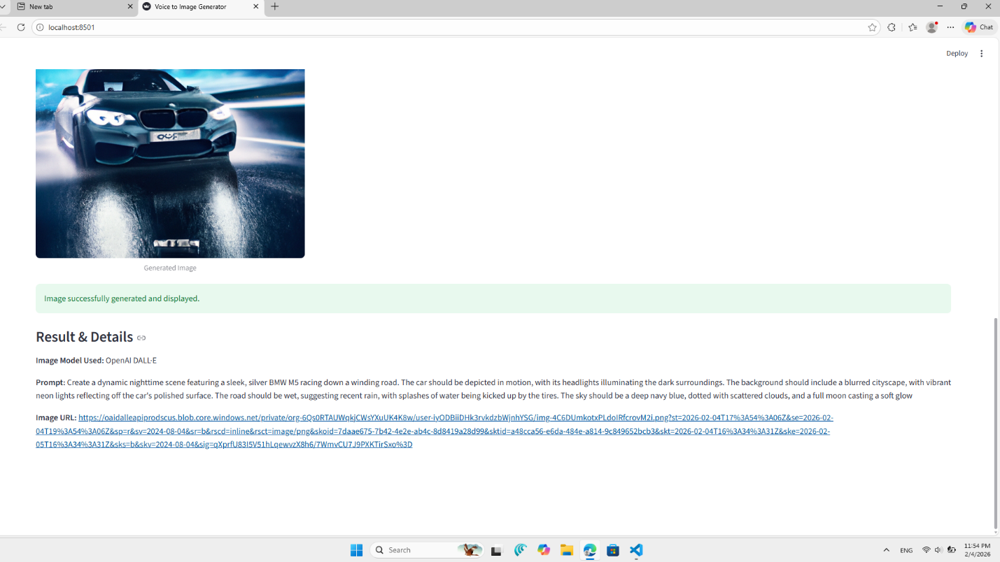 New tab
Voice to Image Generator
localhost:8501
Chat
Deploy
Generated Image
Image successfully generated and displayed.
Result & Details
Image Model Used: OpenAI DALL·E
Prompt: Create a dynamic nighttime scene featuring a sleek, silver BMW M5 racing down a winding road. The car should be depicted in motion, with its headlights illuminating the dark surroundings. The background should include a blurred cityscape, with vibrant
neon lights reflecting off the car's polished surface. The road should be wet, suggesting recent rain, with splashes of water being kicked up by the tires. The sky should be a deep navy blue, dotted with scattered clouds, and a full moon casting a soft glow
Image URL: https://oaidalleapiprodscus.blob.core.windows.net/private/org-6Qs0RTAUWqkjCWsYXuUK4K8w/user-iyODBiiDHk3rvkdzbWjnhYSG/img-4C6DUmkotxPLdoIRfcrovM2i.png?st=2026-02-04T17%3A54%3A06Z&se=2026-02-
04T19%3A54%3A06Z&sp=r&sv=2024-08-04&sr=b&rscd=inline&rsct=image/png&skoid=7daae675-7b42-4e2e-ab4c-8d8419a28d99&sktid=a48cca56-e6da-484e-a814-9c849652bcb3&skt=2026-02-04T16%3A34%3A31Z&ske=2026-02-
05T16%3A34%3A31Z&sks=b&skv=2024-08-04&sig=qXprfU83I5V51hLqewvzX8h6/7WmvCU7J9PXKTirSxo%3D
Search
ENG
11:54 PM
2/4/2026